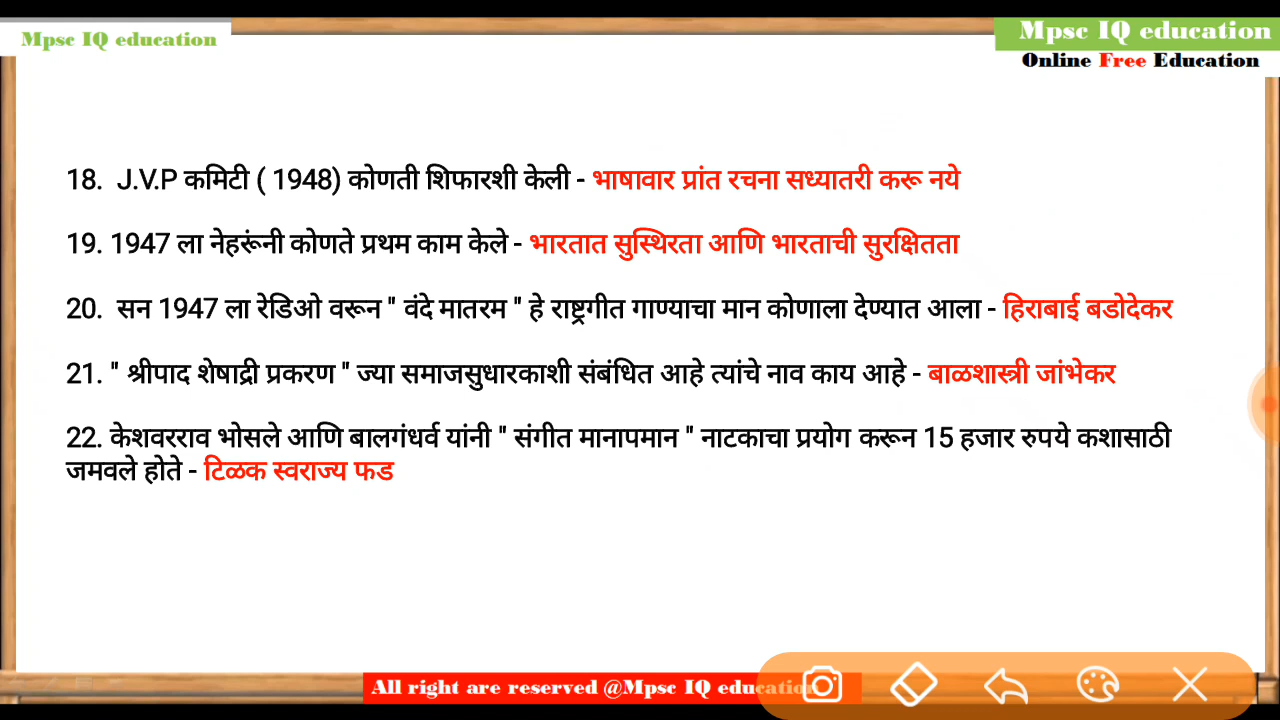 Mpsc IQ education
Mpsc IQ education
Online Free Education
18. J.V.P कमिटी ( 1948) कोणती शिफारशी केली - भाषावार प्रांत रचना सध्यातरी करू नये
19. 1947 ला नेहरूंनी कोणते प्रथम काम केले - भारतात सुस्थिरता आणि भारताची सुरक्षितता
20. सन 1947 ला रेडिओ वरून " वंदे मातरम " हे राष्ट्रगीत गाण्याचा मान कोणाला देण्यात आला - हिराबाई बडोदेकर
21. " श्रीपाद शेषाद्री प्रकरण " ज्या समाजसुधारकाशी संबंधित आहे त्यांचे नाव काय आहे - बाळशास्त्री जांभेकर
22. केशवरराव भोसले आणि बालगंधर्व यांनी " संगीत मानापमान " नाटकाचा प्रयोग करून 15 हजार रुपये कशासाठी
जमवले होते - टिळक स्वराज्य फड
All right are reserved @Mpsc IQ education